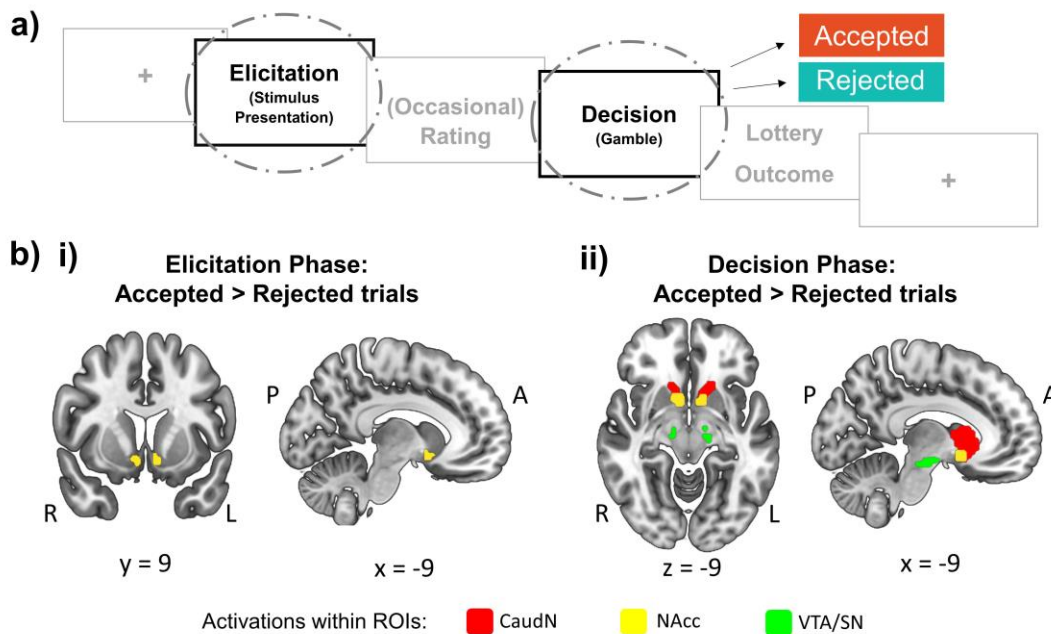 a)
+
Elicitation
(Stimulus
Presentation)
(Occasional)
Rating
Decision
(Gamble)
Accepted
Rejected
Lottery
Outcome
+
b) i)
Elicitation Phase:
Accepted > Rejected trials
R
L
y = 9
P
A
x = -9
ii)
Decision Phase:
Accepted > Rejected trials
R
L
z = -9
P
A
x = -9
Activations within ROIs: CaudN NAcc VTA/SN